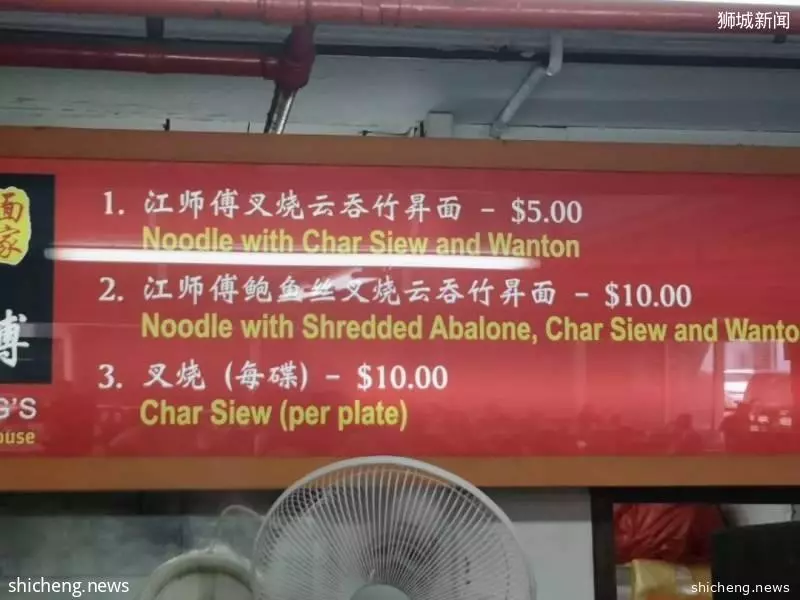 狮城新闻
面家
1. 江师傅叉烧云吞竹昇面 - $5.00
Noodle with Char Siew and Wanton
2. 江师傅鲍鱼丝叉烧云吞竹昇面 - $10.00
Noodle with Shredded Abalone, Char Siew and Wanto
傅
3. 叉烧 (每碟) - $10.00
G'S
Char Siew (per plate)
ouse
shicheng.news
shicheng.news